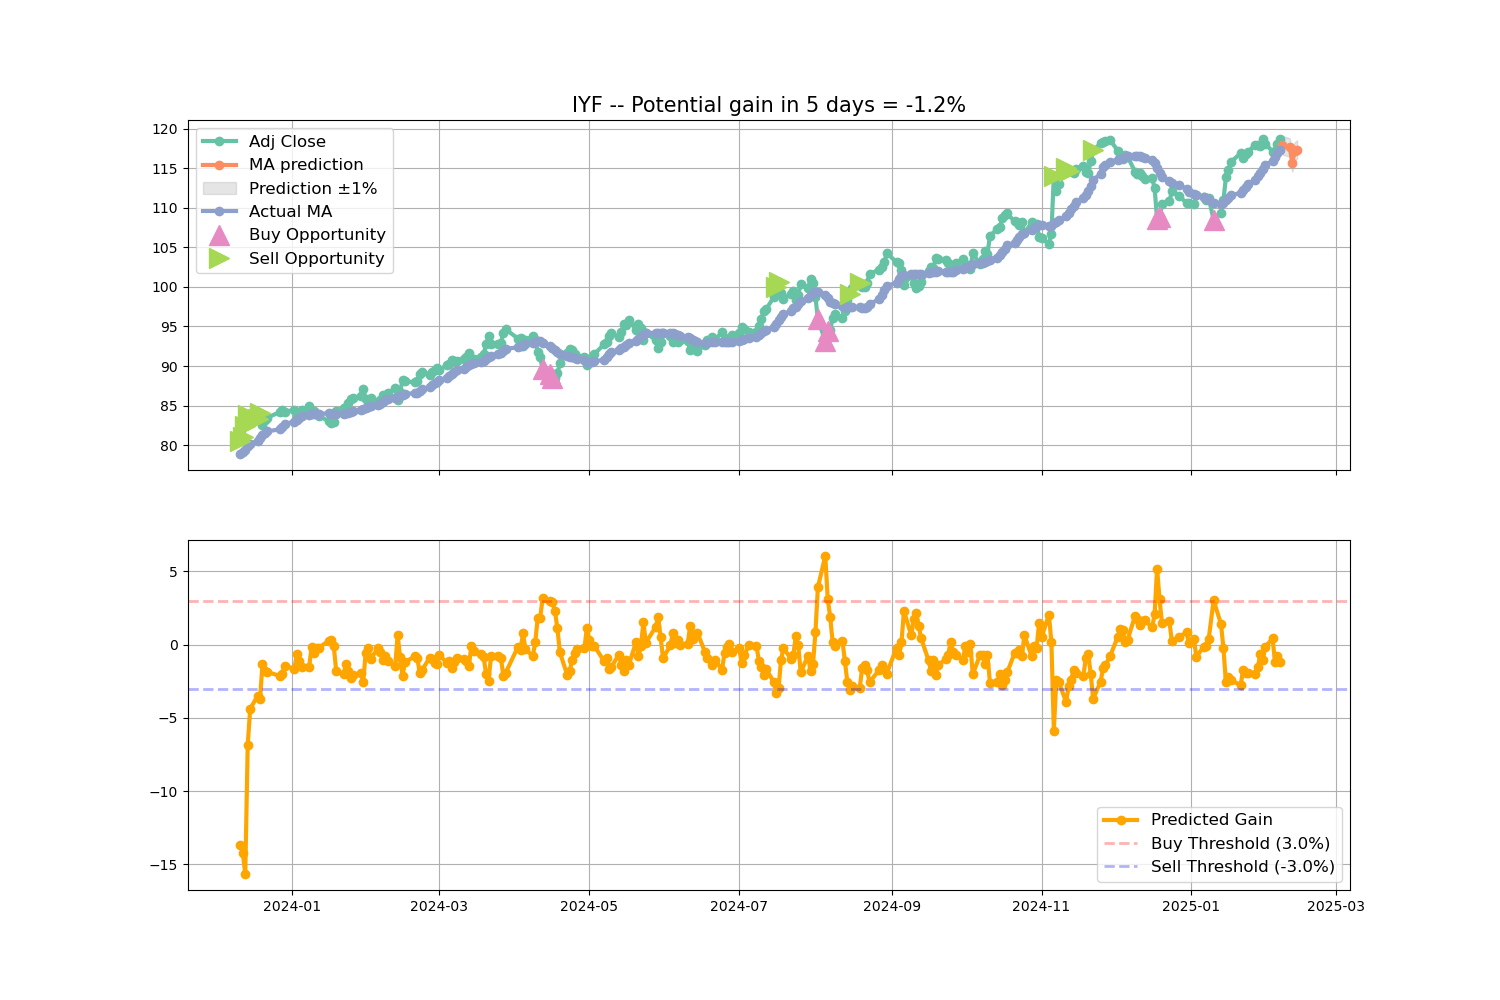 IYF -- Potential gain in 5 days = -1.2%
120
115
110
105
100
95
90
85
80
Adj Close
MA prediction
Prediction ±1%
Actual MA
Buy Opportunity
Sell Opportunity
5
0
−5
−10
−15
Predicted Gain
Buy Threshold (3.0%)
Sell Threshold (-3.0%)
2024-01
2024-03
2024-05
2024-07
2024-09
2024-11
2025-01
2025-03